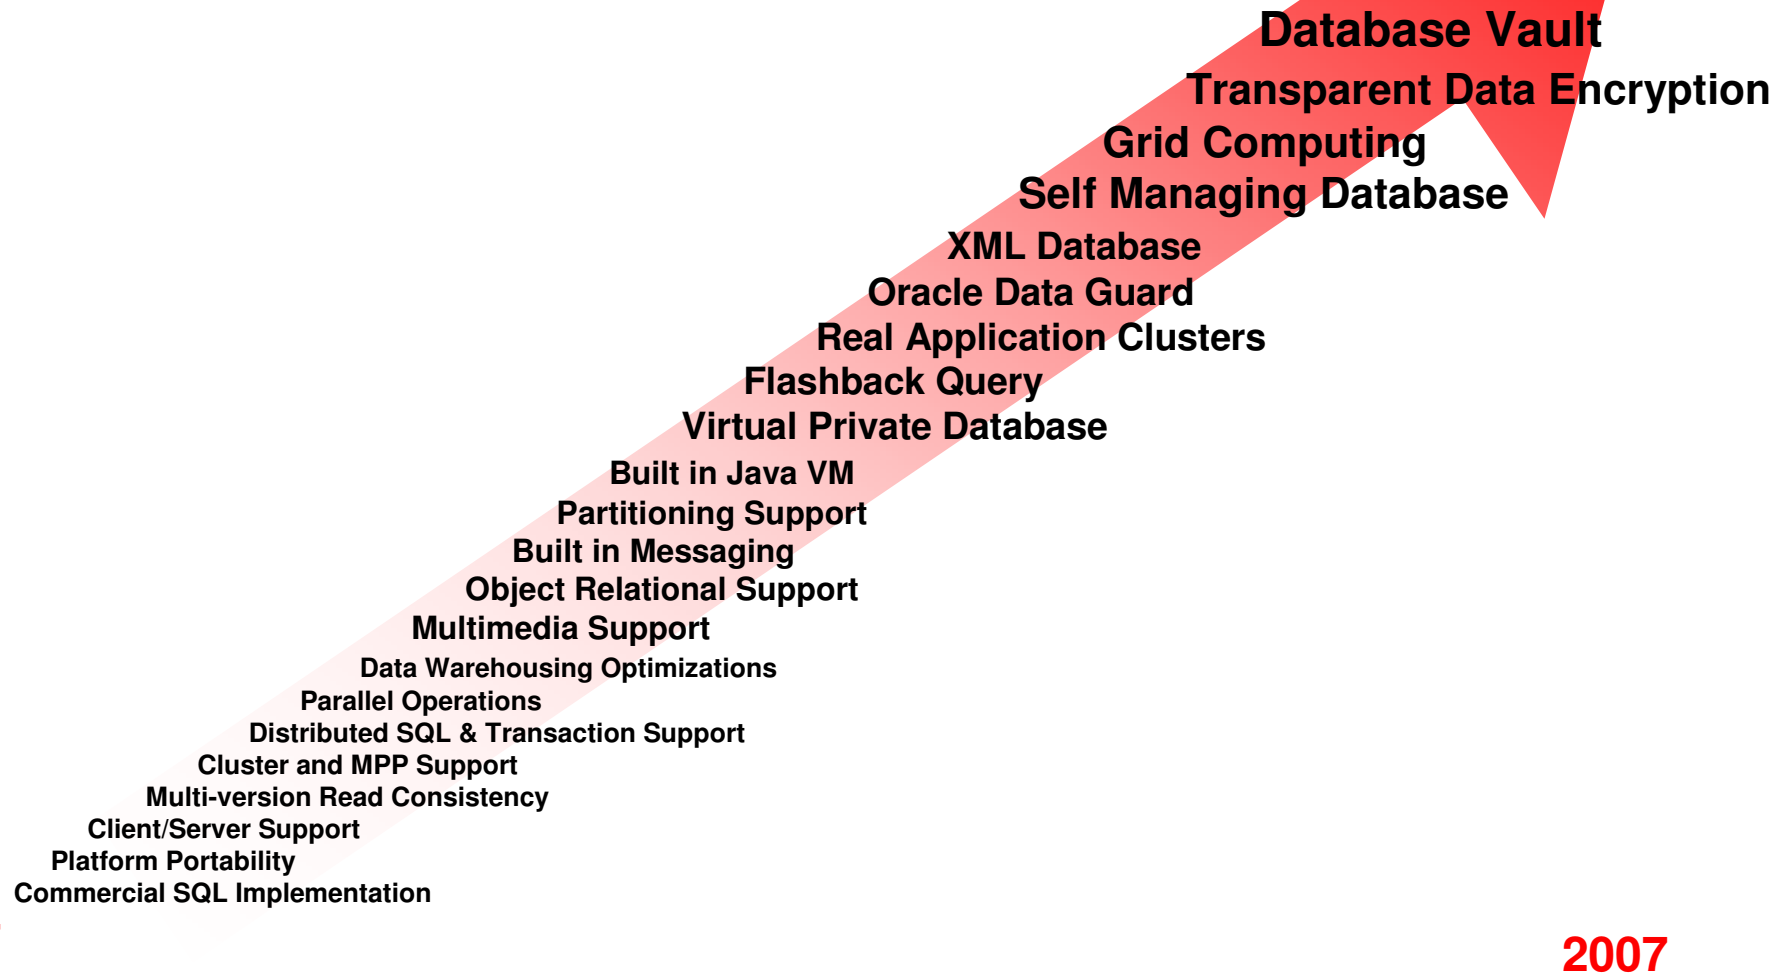 Database Vault
Transparent Data Encryption
Grid Computing
Self Managing Database
XML Database
Oracle Data Guard
Real Application Clusters
Flashback Query
Virtual Private Database
Built in Java VM
Partitioning Support
Built in Messaging
Object Relational Support
Multimedia Support
Data Warehousing Optimizations
Parallel Operations
Distributed SQL & Transaction Support
Cluster and MPP Support
Multi-version Read Consistency
Client/Server Support
Platform Portability
Commercial SQL Implementation
2007